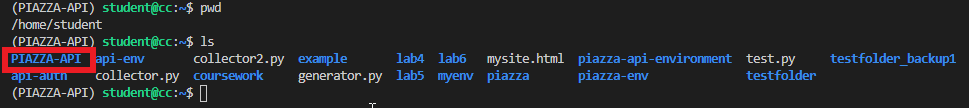 (PIAZZA-API) student@cc:~$ pwd
/home/student
(PIAZZA-API) student@cc:~$ ls
PIAZZA-API api-env collector2.py example lab4 lab6 mysite.html piazza-api-environment test.py testfolder_backup1
api-auth collector.py coursework generator.py lab5 myenv piazza piazza-env testfolder
(PIAZZA-API) student@cc:~$